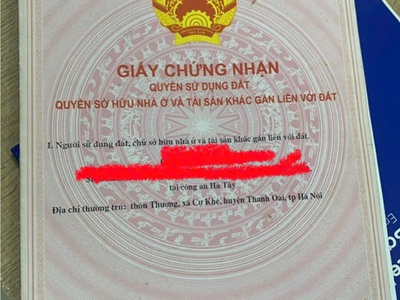 GIẤY CHỨNG NHẬN
QUYỀN SỬ DỤNG ĐẤT
QUYỀN SỞ HỮU NHÀ Ở VÀ TÀI SẢN KHÁC GẮN LIỀN VỚI ĐẤT
I. Người sử dụng đất, chủ sở hữu nhà ở và tài sản khác gắn liền với đất.
tại công an Hà Tây
Địa chỉ thường trú: thôn Thượng, xã Cự Khê, huyện Thanh Oai, tp Hà Nội